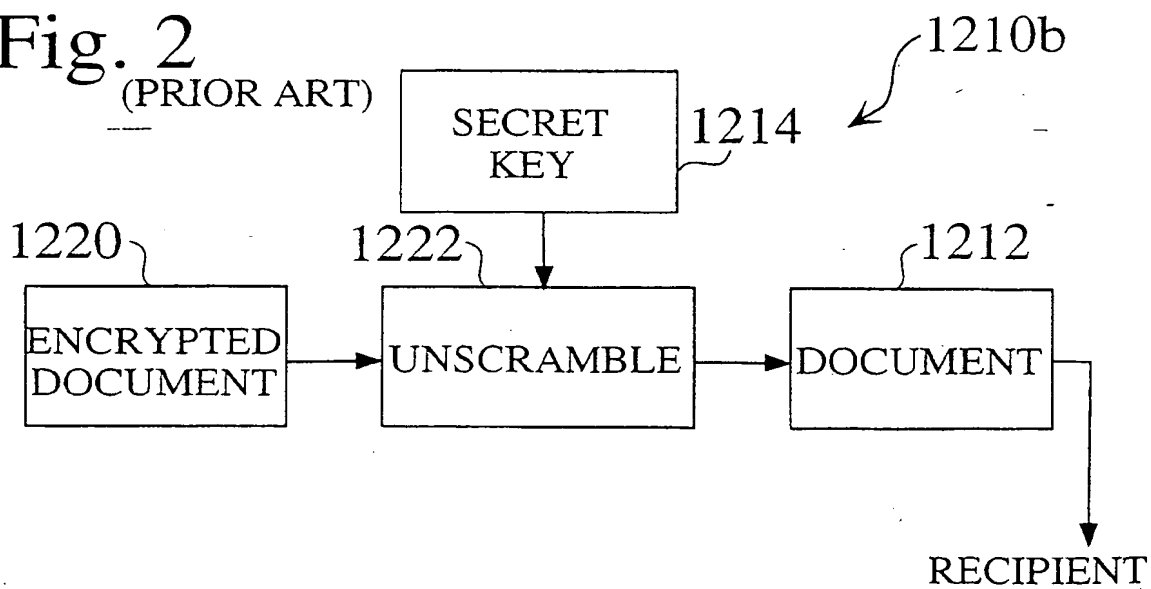 Fig. 2
(PRIOR ART)
1210b
SECRET
KEY
1214
1220
1222
1212
ENCRYPTED
DOCUMENT
UNSCRAMBLE
DOCUMENT
RECIPIENT